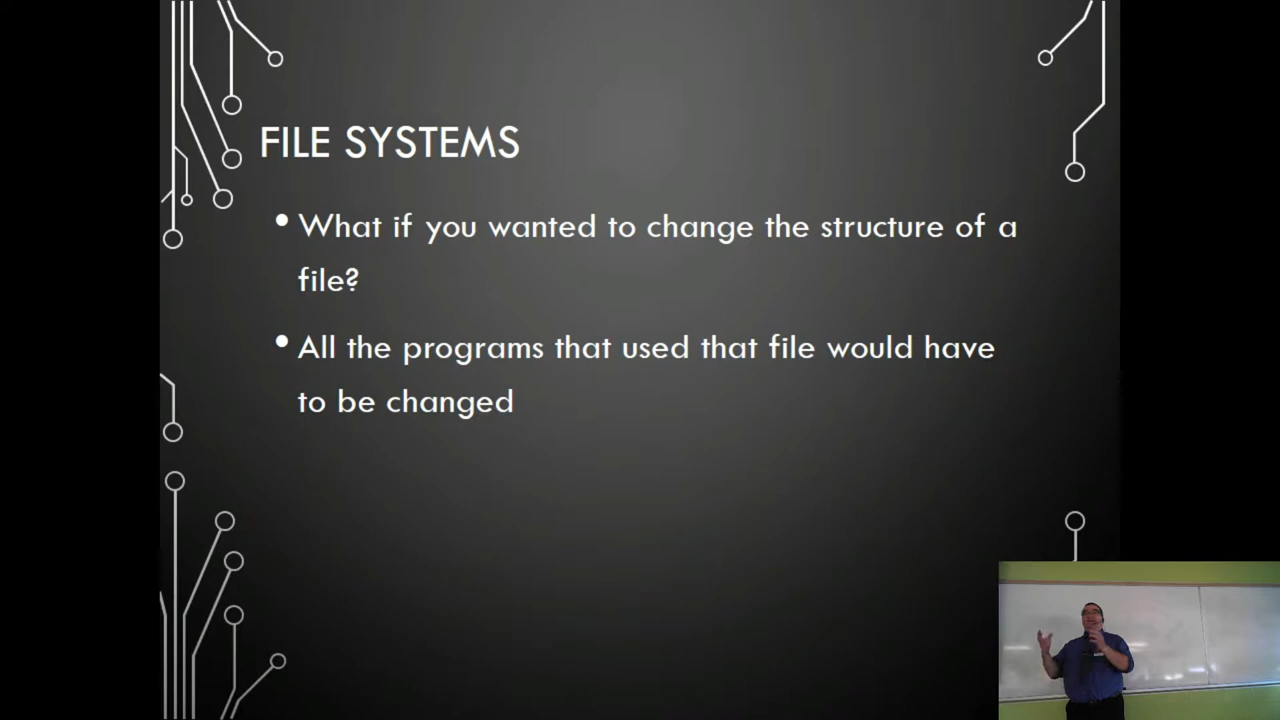 FILE SYSTEMS
• What if you wanted to change the structure of a
file?
• All the programs that used that file would have
to be changed